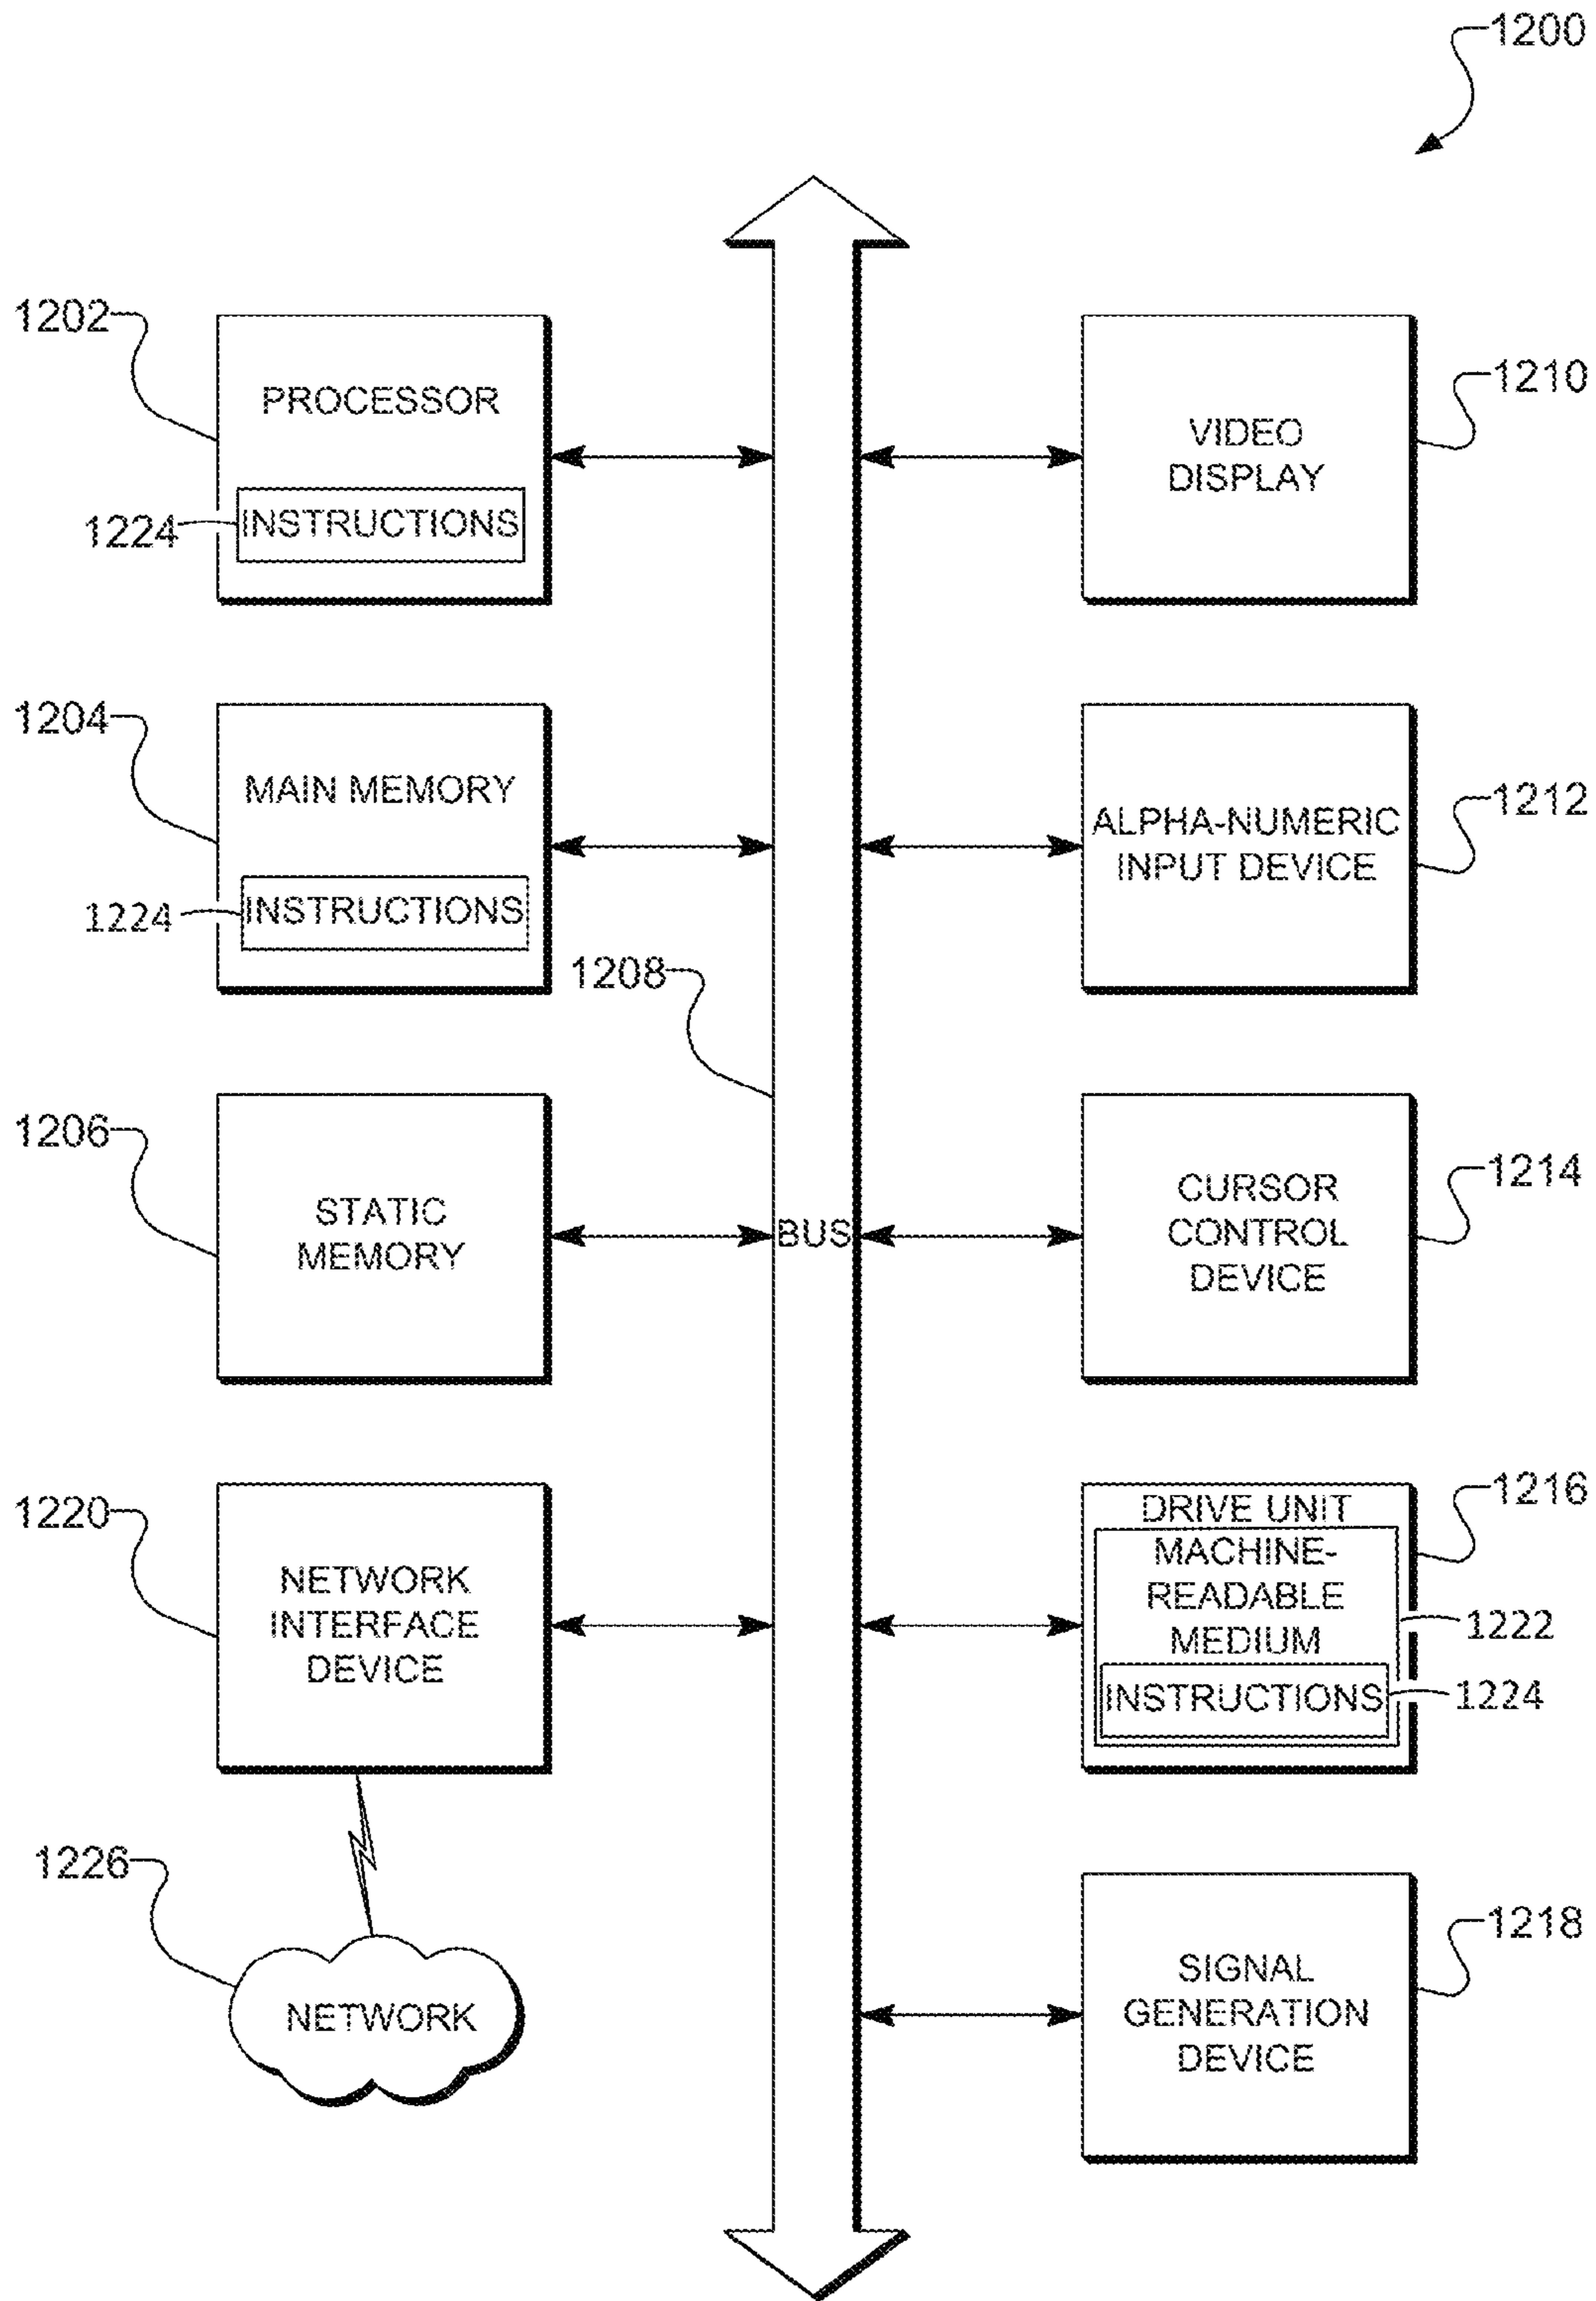 1200
1202
PROCESSOR
1224
INSTRUCTIONS
1210
VIDEO
DISPLAY
1204
MAIN MEMORY
1224
INSTRUCTIONS
1212
ALPHA-NUMERIC
INPUT DEVICE
1208
BUS
1206
STATIC
MEMORY
1214
CURSOR
CONTROL
DEVICE
1220
NETWORK
INTERFACE
DEVICE
1216
DRIVE UNIT
MACHINE-
READABLE
MEDIUM
1222
INSTRUCTIONS
1224
1226
NETWORK
1218
SIGNAL
GENERATION
DEVICE